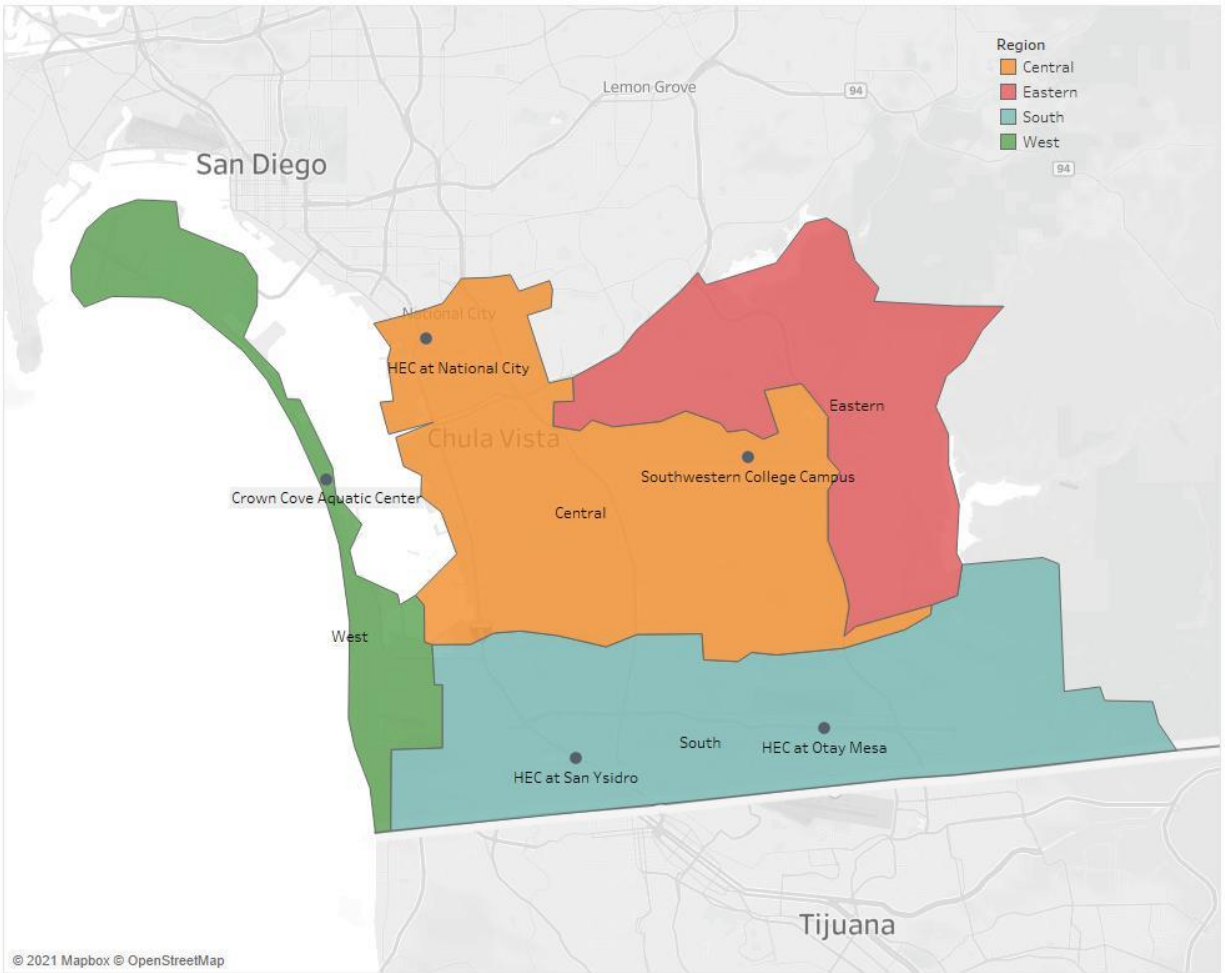 Region
Central
Eastern
South
West
Lemon Grove
94
94
San Diego
National City
HEC at National City
Eastern
Chula Vista
Southwestern College Campus
Crown Cove Aquatic Center
Central
West
South
HEC at Otay Mesa
HEC at San Ysidro
Tijuana
© 2021 Mapbox © OpenStreetMap